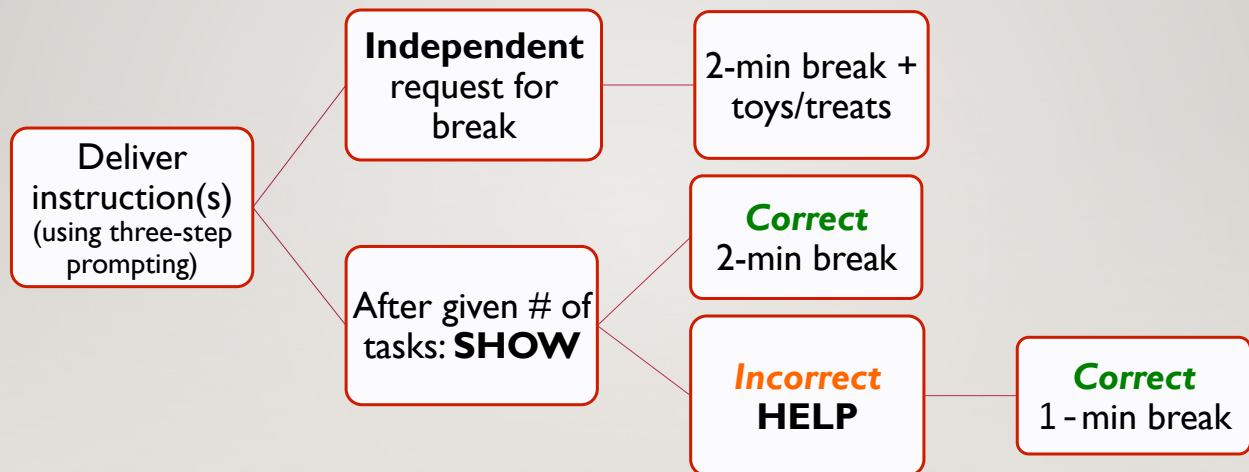 Deliver
instruction(s)
(using three-step
prompting)
Independent
request for
break
2-min break +
toys/treats
After given # of
tasks: SHOW
Correct
2-min break
Incorrect
HELP
Correct
1-min break